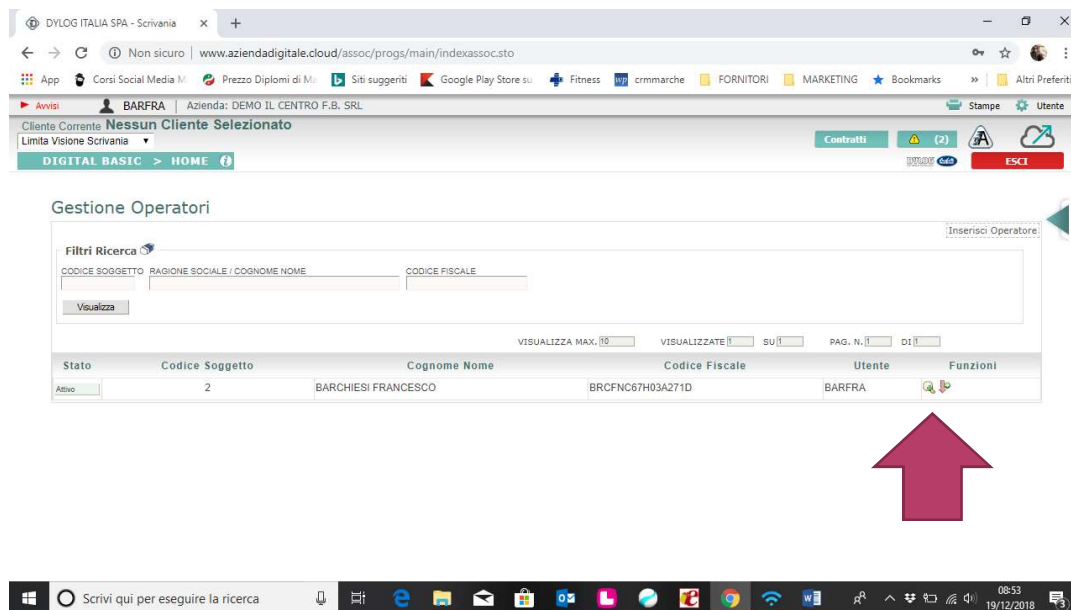 DYLOG ITALIA SPA - Scrivania
Non sicuro | www.aziendadigitale.cloud/assoc/progs/main/indexassoc.sto
App Corsi Social Media M Prezzo Diplomi di Ma Siti suggeriti Google Play Store su Fitness wp crmmarche FORNITORI MARKETING Bookmarks » Altri Preferiti
Avvisi BARFRA | Azienda: DEMO IL CENTRO F.B. SRL Stampe Utente
Cliente Corrente Nessun Cliente Selezionato
Limita Visione Scrivania Contratti (2)
DIGITAL BASIC > HOME DYLOG ESCI
Gestione Operatori
Inserisci Operatore
Filtri Ricerca
CODICE SOGGETTO RAGIONE SOCIALE / COGNOME NOME CODICE FISCALE
Visualizza
VISUALIZZA MAX. 10 VISUALIZZATE 1 SU 1 PAG. N. 1 DI 1
Stato Codice Soggetto Cognome Nome Codice Fiscale Utente Funzioni
Attivo 2 BARCHIESI FRANCESCO BRCFNC67H03A271D BARFRA
Scrivi qui per eseguire la ricerca
08:53
19/12/2018